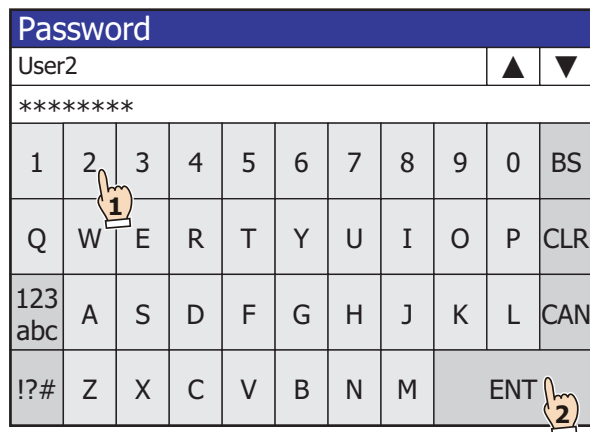 Password
User2 ▲ ▼
********
1 2 3 4 5 6 7 8 9 0 BS
1
Q W E R T Y U I O P CLR
123
abc A S D F G H J K L CAN
!?# Z X C V B N M ENT
2